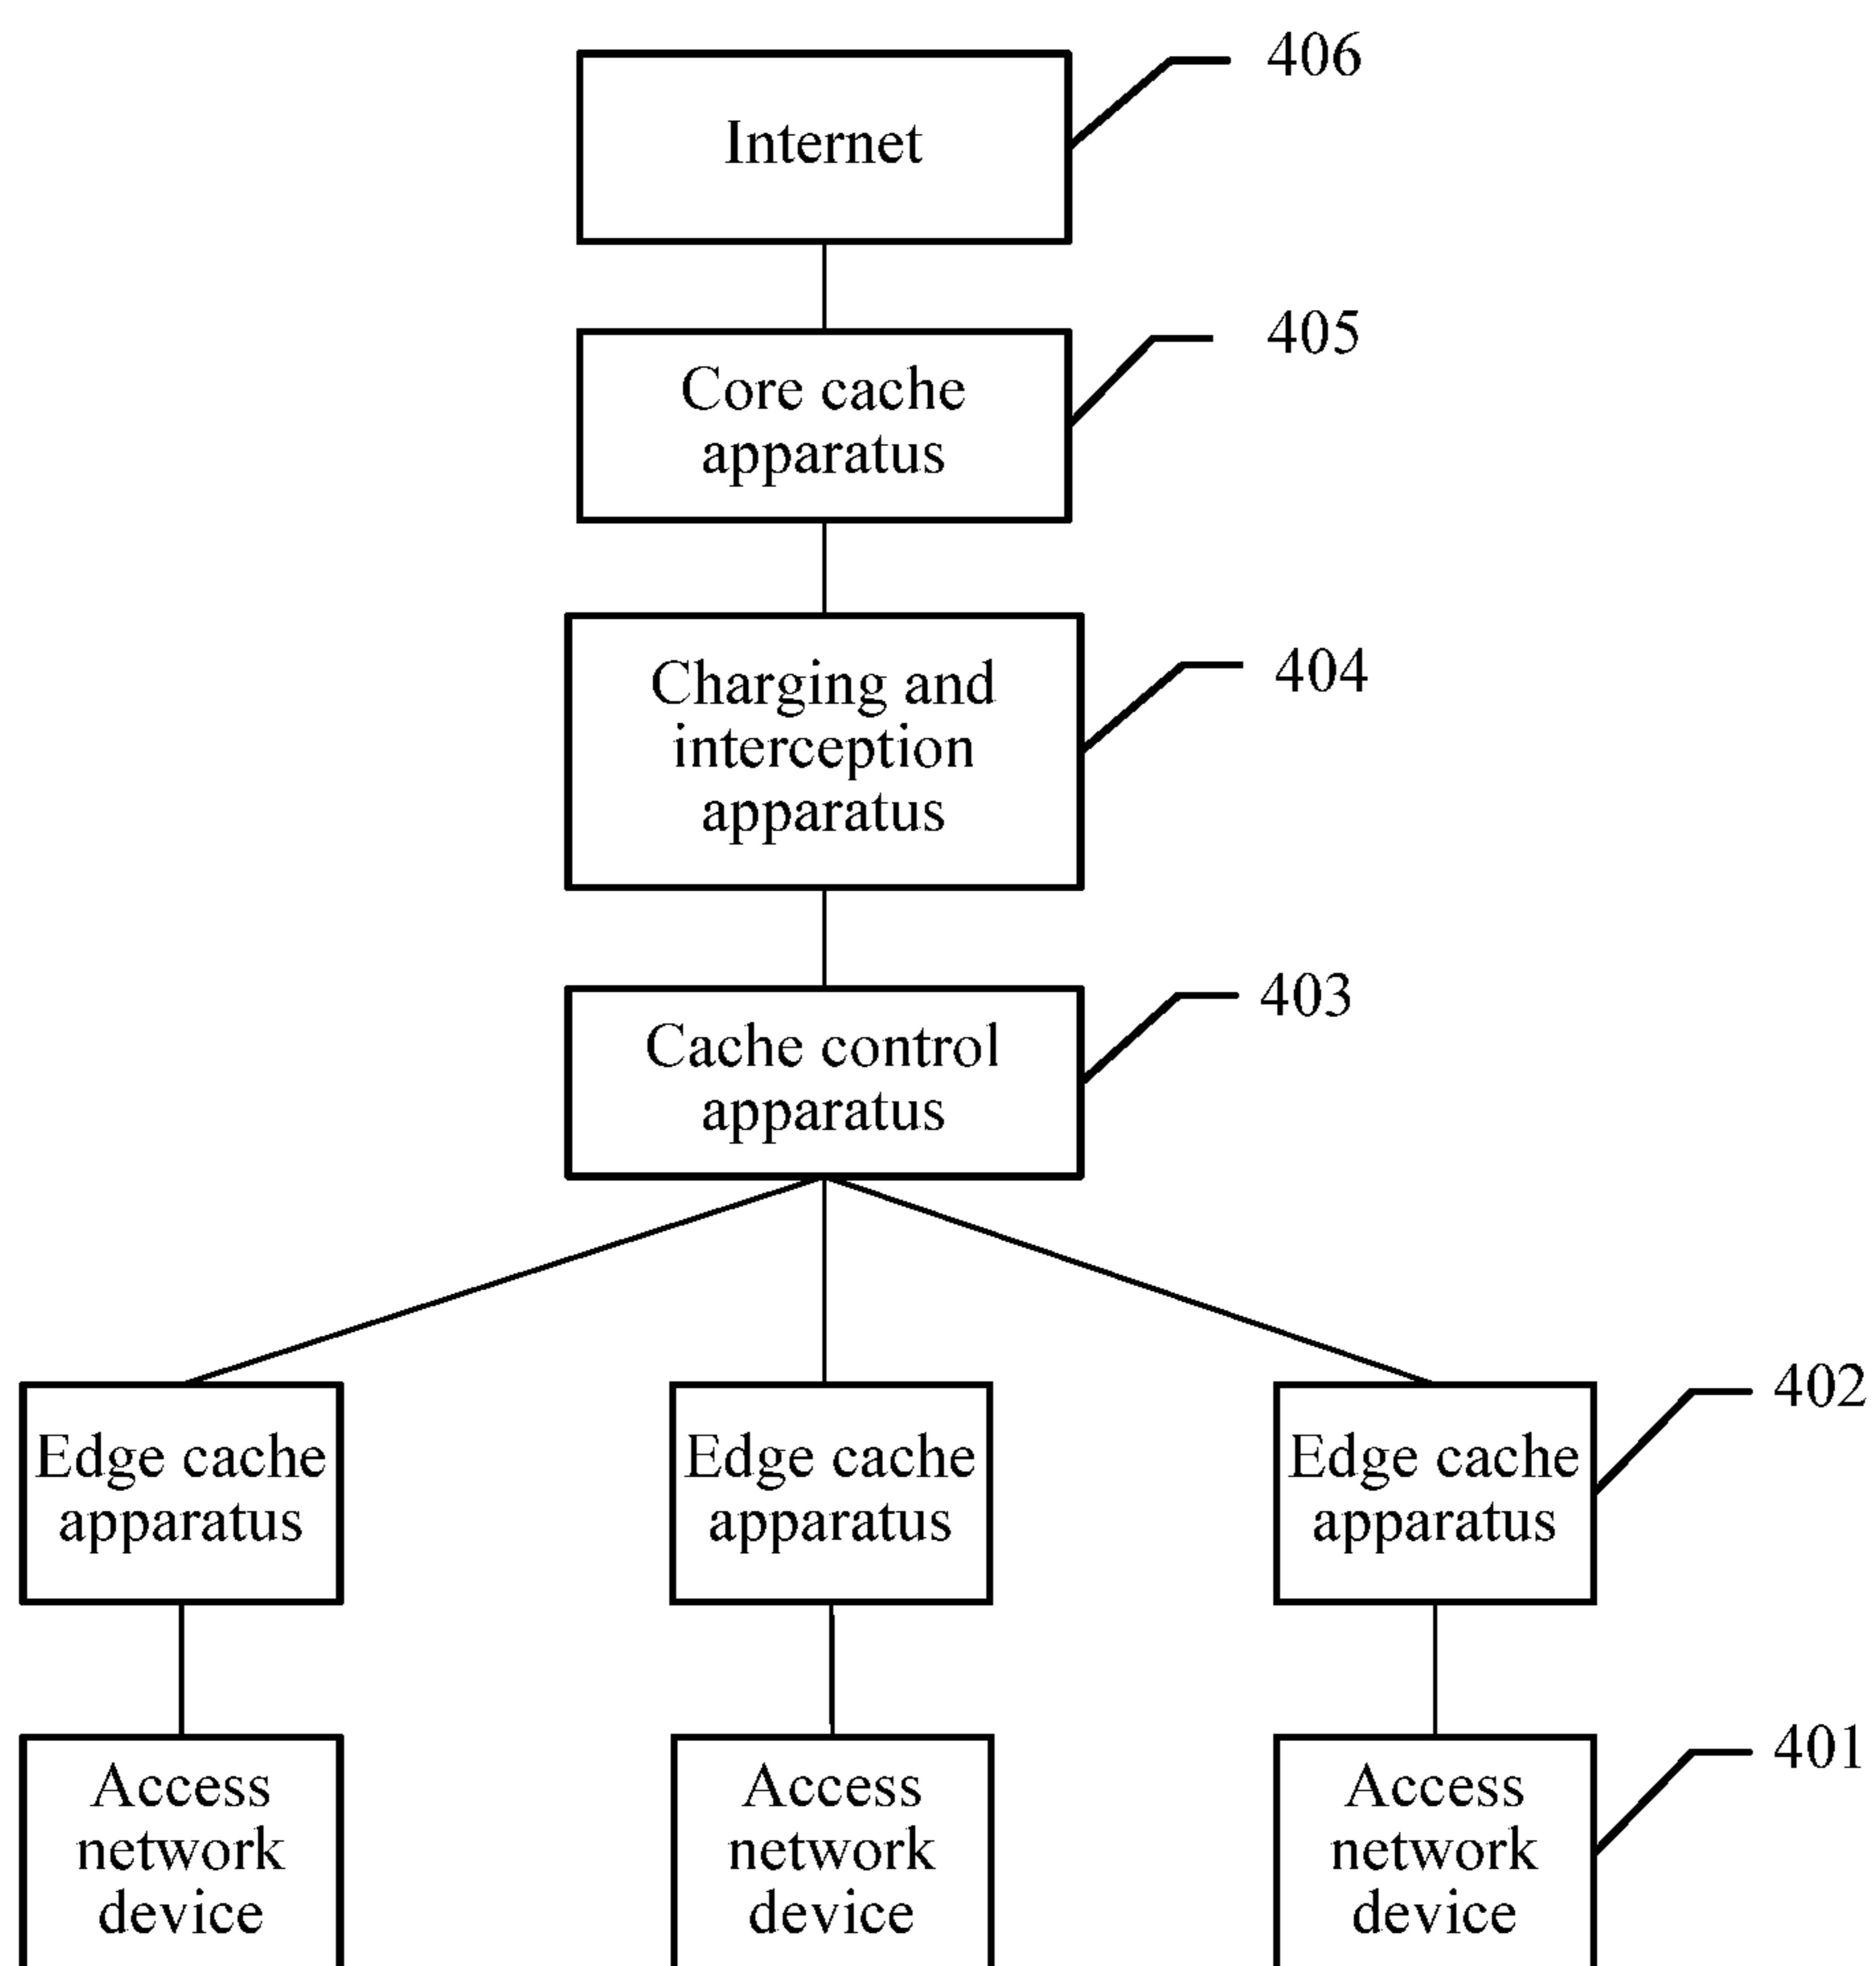 406
Internet
405
Core cache
apparatus
404
Charging and
interception
apparatus
403
Cache control
apparatus
402
Edge cache
apparatus
Edge cache
apparatus
Edge cache
apparatus
401
Access
network
device
Access
network
device
Access
network
device